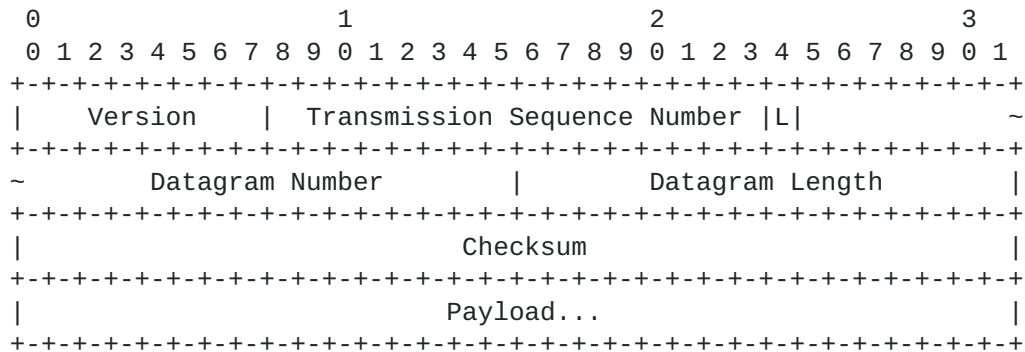 0                   1                   2                   3
 0 1 2 3 4 5 6 7 8 9 0 1 2 3 4 5 6 7 8 9 0 1 2 3 4 5 6 7 8 9 0 1
+-+-+-+-+-+-+-+-+-+-+-+-+-+-+-+-+-+-+-+-+-+-+-+-+-+-+-+-+-+-+-+-+
|    Version    |  Transmission Sequence Number |L|             ~
+-+-+-+-+-+-+-+-+-+-+-+-+-+-+-+-+-+-+-+-+-+-+-+-+-+-+-+-+-+-+-+-+
~        Datagram Number        |        Datagram Length        |
+-+-+-+-+-+-+-+-+-+-+-+-+-+-+-+-+-+-+-+-+-+-+-+-+-+-+-+-+-+-+-+-+
|                            Checksum                           |
+-+-+-+-+-+-+-+-+-+-+-+-+-+-+-+-+-+-+-+-+-+-+-+-+-+-+-+-+-+-+-+-+
|                           Payload...                          |
+-+-+-+-+-+-+-+-+-+-+-+-+-+-+-+-+-+-+-+-+-+-+-+-+-+-+-+-+-+-+-+-+